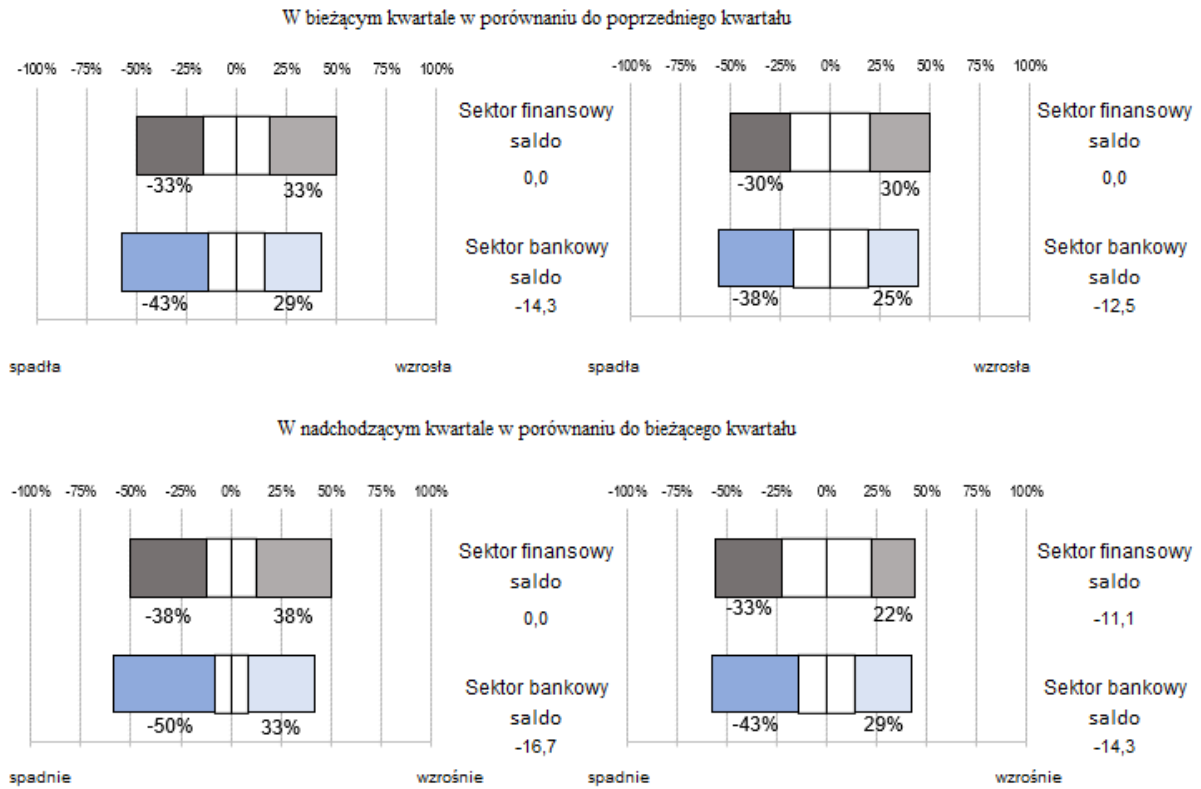 W bieżącym kwartale w porównaniu do poprzedniego kwartału
-100% -75% -50% -25% 0% 25% 50% 75% 100%
Sektor finansowy
saldo
0,0
-33% 33%
Sektor bankowy
saldo
-14,3
-43% 29%
spadła wzrosła
-100% -75% -50% -25% 0% 25% 50% 75% 100%
Sektor finansowy
saldo
0,0
-30% 30%
Sektor bankowy
saldo
-12,5
-38% 25%
spadła wzrosła
W nadchodzącym kwartale w porównaniu do bieżącego kwartału
-100% -75% -50% -25% 0% 25% 50% 75% 100%
Sektor finansowy
saldo
0,0
-38% 38%
Sektor bankowy
saldo
-16,7
-50% 33%
spadnie wzrośnie
-100% -75% -50% -25% 0% 25% 50% 75% 100%
Sektor finansowy
saldo
-11,1
-33% 22%
Sektor bankowy
saldo
-14,3
-43% 29%
spadnie wzrośnie